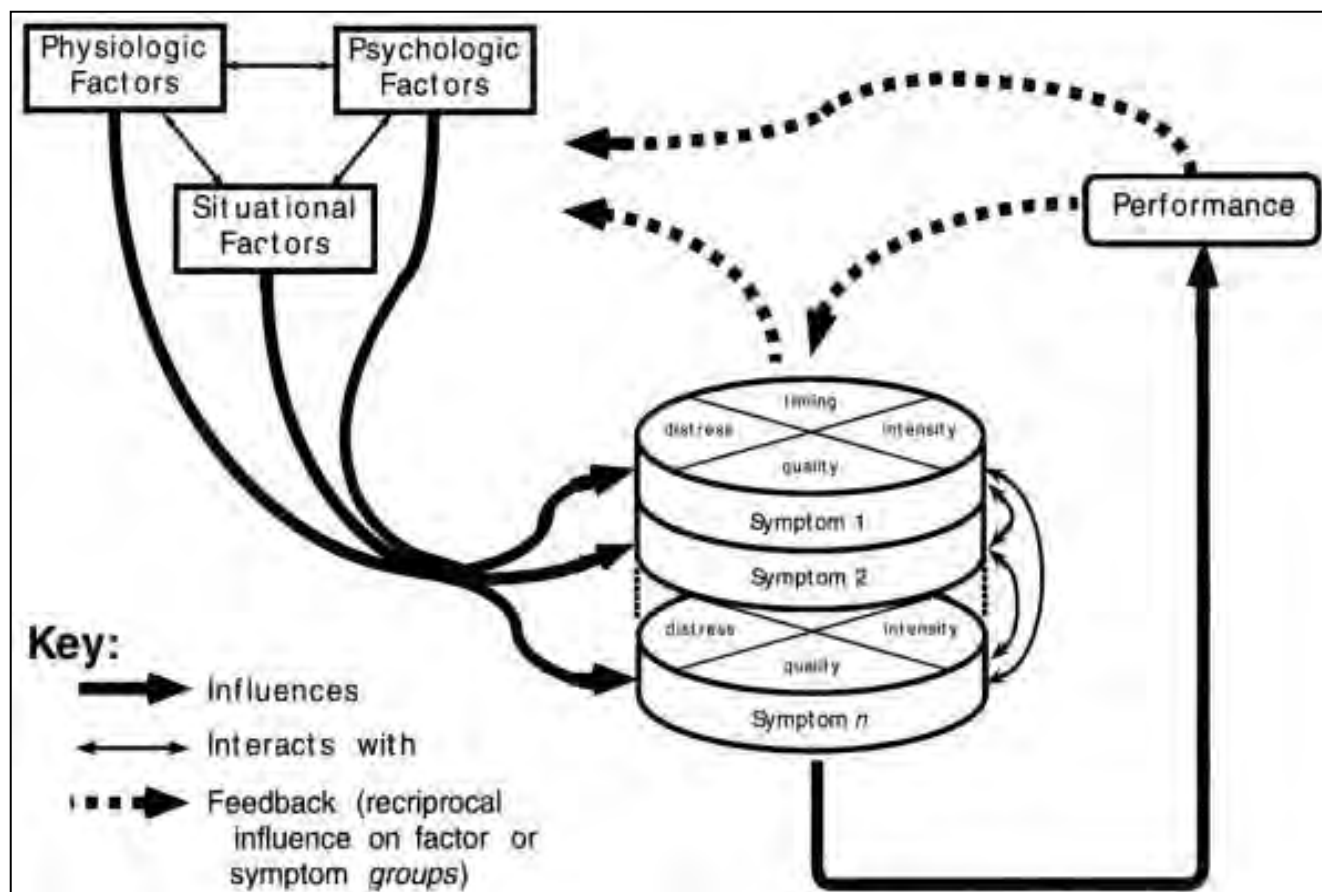 Physiologic
Factors
Psychologic
Factors
Situational
Factors
Performance
timing
distress
intensity
quality
Symptom 1
Symptom 2
distress
intensity
quality
Symptom n
Key:
Influences
Interacts with
Feedback (recriprocal
influence on factor or
symptom groups)